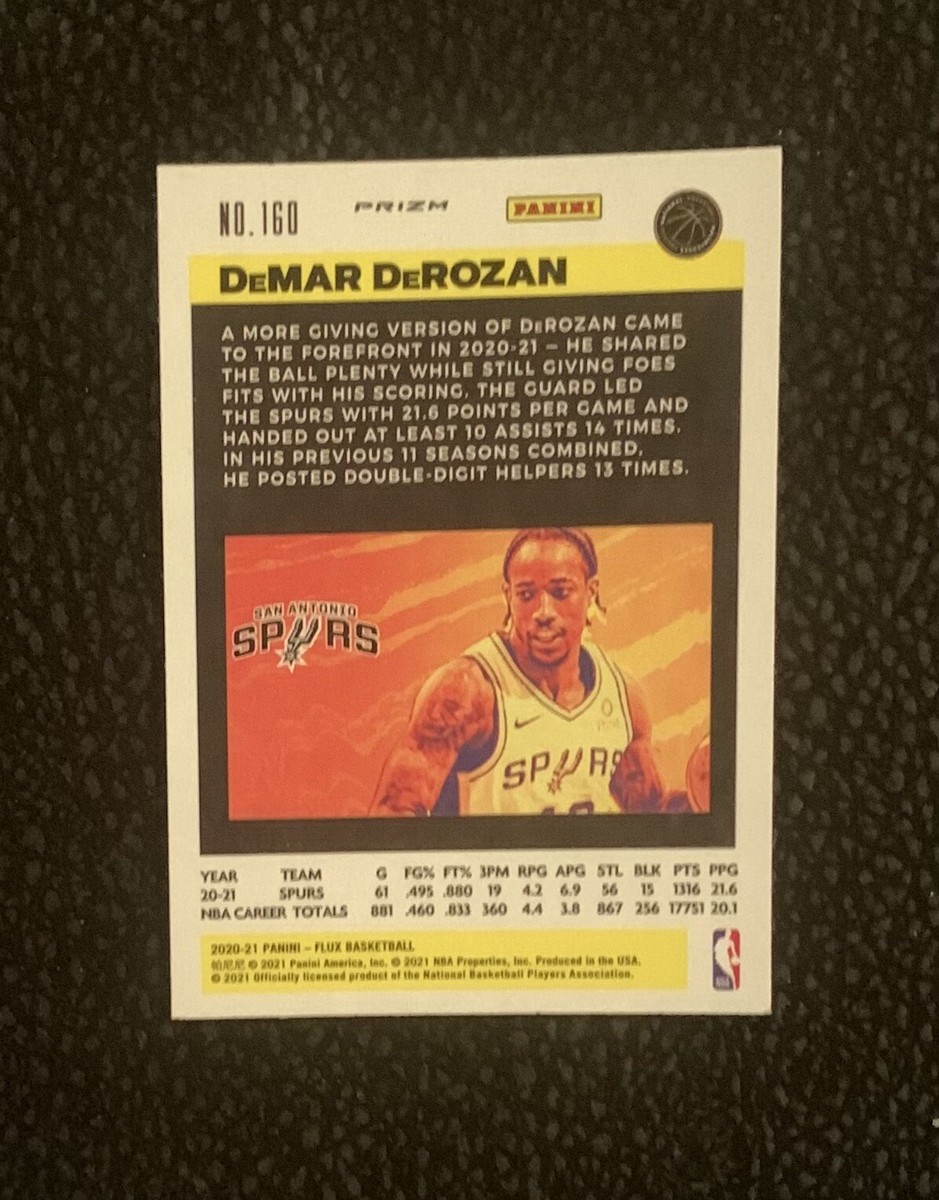 NO. 160 PRIZM PANINI
DeMAR DeROZAN
A MORE GIVING VERSION OF DeROZAN CAME
TO THE FOREFRONT IN 2020-21 – HE SHARED
THE BALL PLENTY WHILE STILL GIVING FOES
FITS WITH HIS SCORING. THE GUARD LED
THE SPURS WITH 21.6 POINTS PER GAME AND
HANDED OUT AT LEAST 10 ASSISTS 14 TIMES.
IN HIS PREVIOUS 11 SEASONS COMBINED,
HE POSTED DOUBLE-DIGIT HELPERS 13 TIMES.
SAN ANTONIO
SPURS
SPURS
YEAR TEAM G FG% FT% 3PM RPG APG STL BLK PTS PPG
20-21 SPURS 61 .495 .880 19 4.2 6.9 56 15 1316 21.6
NBA CAREER TOTALS 881 .460 .833 360 4.4 3.8 867 256 17751 20.1
2020-21 PANINI – FLUX BASKETBALL
帕尼尼 © 2021 Panini America, Inc. © 2021 NBA Properties, Inc. Produced in the USA.
© 2021 Officially licensed product of the National Basketball Players Association.
NBA